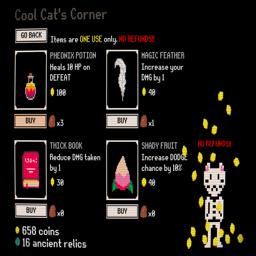 Cool Cat's Corner
GO BACK
Items are ONE USE only. NO REFUNDS!
PHEONIX POTION
Heals 10 HP on
DEFEAT
100
BUY
x3
MAGIC FEATHER
Increase your
DMG by 1
40
BUY
x1
THICK BOOK
Reduce DMG taken
by 1
30
BUY
x0
SHADY FRUIT
Increase DODGE
chance by 10%
40
BUY
x0
NO REFUNDS!
658 coins
16 ancient relics